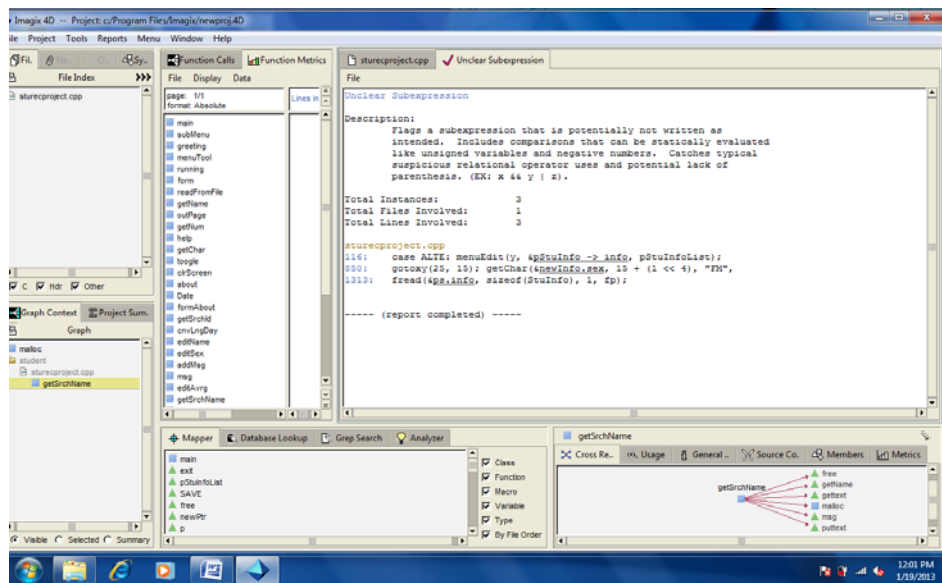 Imagix 4D -- Project: c:/Program Files/Imagix/newproj.4D
File Project Tools Reports Menu Window Help
Fil. Na.. Cl.. Sy..
File Index >>>
sturecproject.cpp
C Hdr Other
Graph Context Project Sum.
Graph
malloc
student
sturecproject.cpp
getSrchName
Visible Selected Summary
Function Calls Function Metrics
File Display Data
page: 1/1
format: Absolute
Lines in
main
subMenu
greeting
menuTool
running
form
readFromFile
getName
outPage
getNum
help
getChar
toogle
clrScreen
about
Date
formAbout
getSrchId
cnvLngDay
editName
editSex
addMsg
msg
editAvrg
getSrchName
sturecproject.cpp Unclear Subexpression
File
Unclear Subexpression
Description:
Flags a subexpression that is potentially not written as
intended. Includes comparisons that can be statically evaluated
like unsigned variables and negative numbers. Catches typical
suspicious relational operator uses and potential lack of
parenthesis. (EX: x && y | z).
Total Instances: 3
Total Files Involved: 1
Total Lines Involved: 3
sturecproject.cpp
116: case ALTE: menuEdit(y, &pStuInfo -> info, pStuInfoList);
850: gotoxy(25, 15); getChar(&newInfo.sex, 15 + (1 << 4), "FM",
1313: fread(&ps.info, sizeof(StuInfo), 1, fp);
----- (report completed) -----
Mapper Database Lookup Grep Search Analyzer
main
exit
pStuInfoList
SAVE
free
newPtr
p
Class
Function
Macro
Variable
Type
By File Order
getSrchName
Cross Re.. Usage General .. Source Co. Members Metrics
getSrchName
free
getName
gettext
malloc
msg
puttext
12:01 PM
1/19/2013